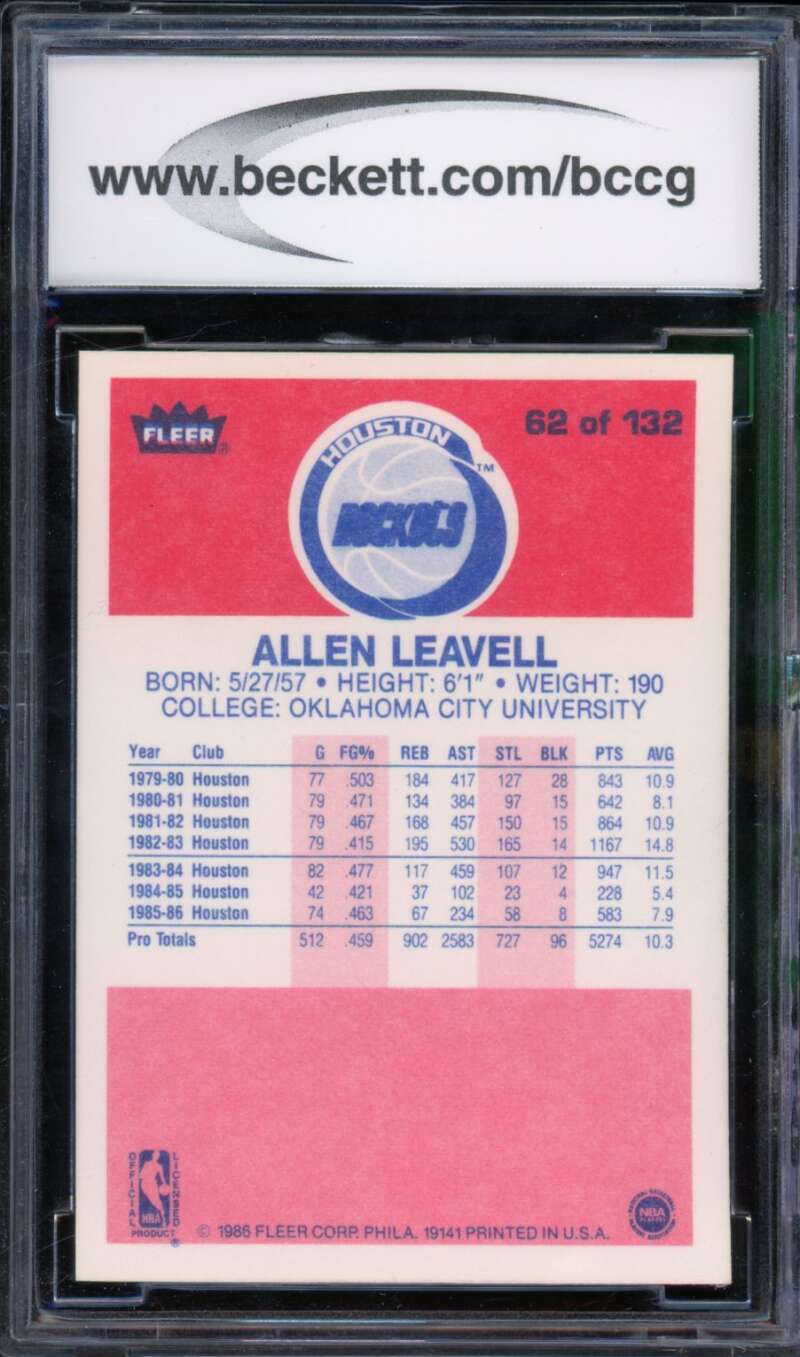 www.beckett.com/bccg
FLEER®
62 of 132
HOUSTON
ROCKETS
TM
ALLEN LEAVELL
BORN: 5/27/57 • HEIGHT: 6'1" • WEIGHT: 190
COLLEGE: OKLAHOMA CITY UNIVERSITY
Year Club G FG% REB AST STL BLK PTS AVG
1979-80 Houston 77 .503 184 417 127 28 843 10.9
1980-81 Houston 79 .471 134 384 97 15 642 8.1
1981-82 Houston 79 .467 168 457 150 15 864 10.9
1982-83 Houston 79 .415 195 530 165 14 1167 14.8
1983-84 Houston 82 .477 117 459 107 12 947 11.5
1984-85 Houston 42 .421 37 102 23 4 228 5.4
1985-86 Houston 74 .463 67 234 58 8 583 7.9
Pro Totals 512 .459 902 2583 727 96 5274 10.3
OFFICIAL LICENSED
NBA
PRODUCT ®
© 1986 FLEER CORP. PHILA. 19141 PRINTED IN U.S.A.
NATIONAL BASKETBALL
NBA
PLAYERS